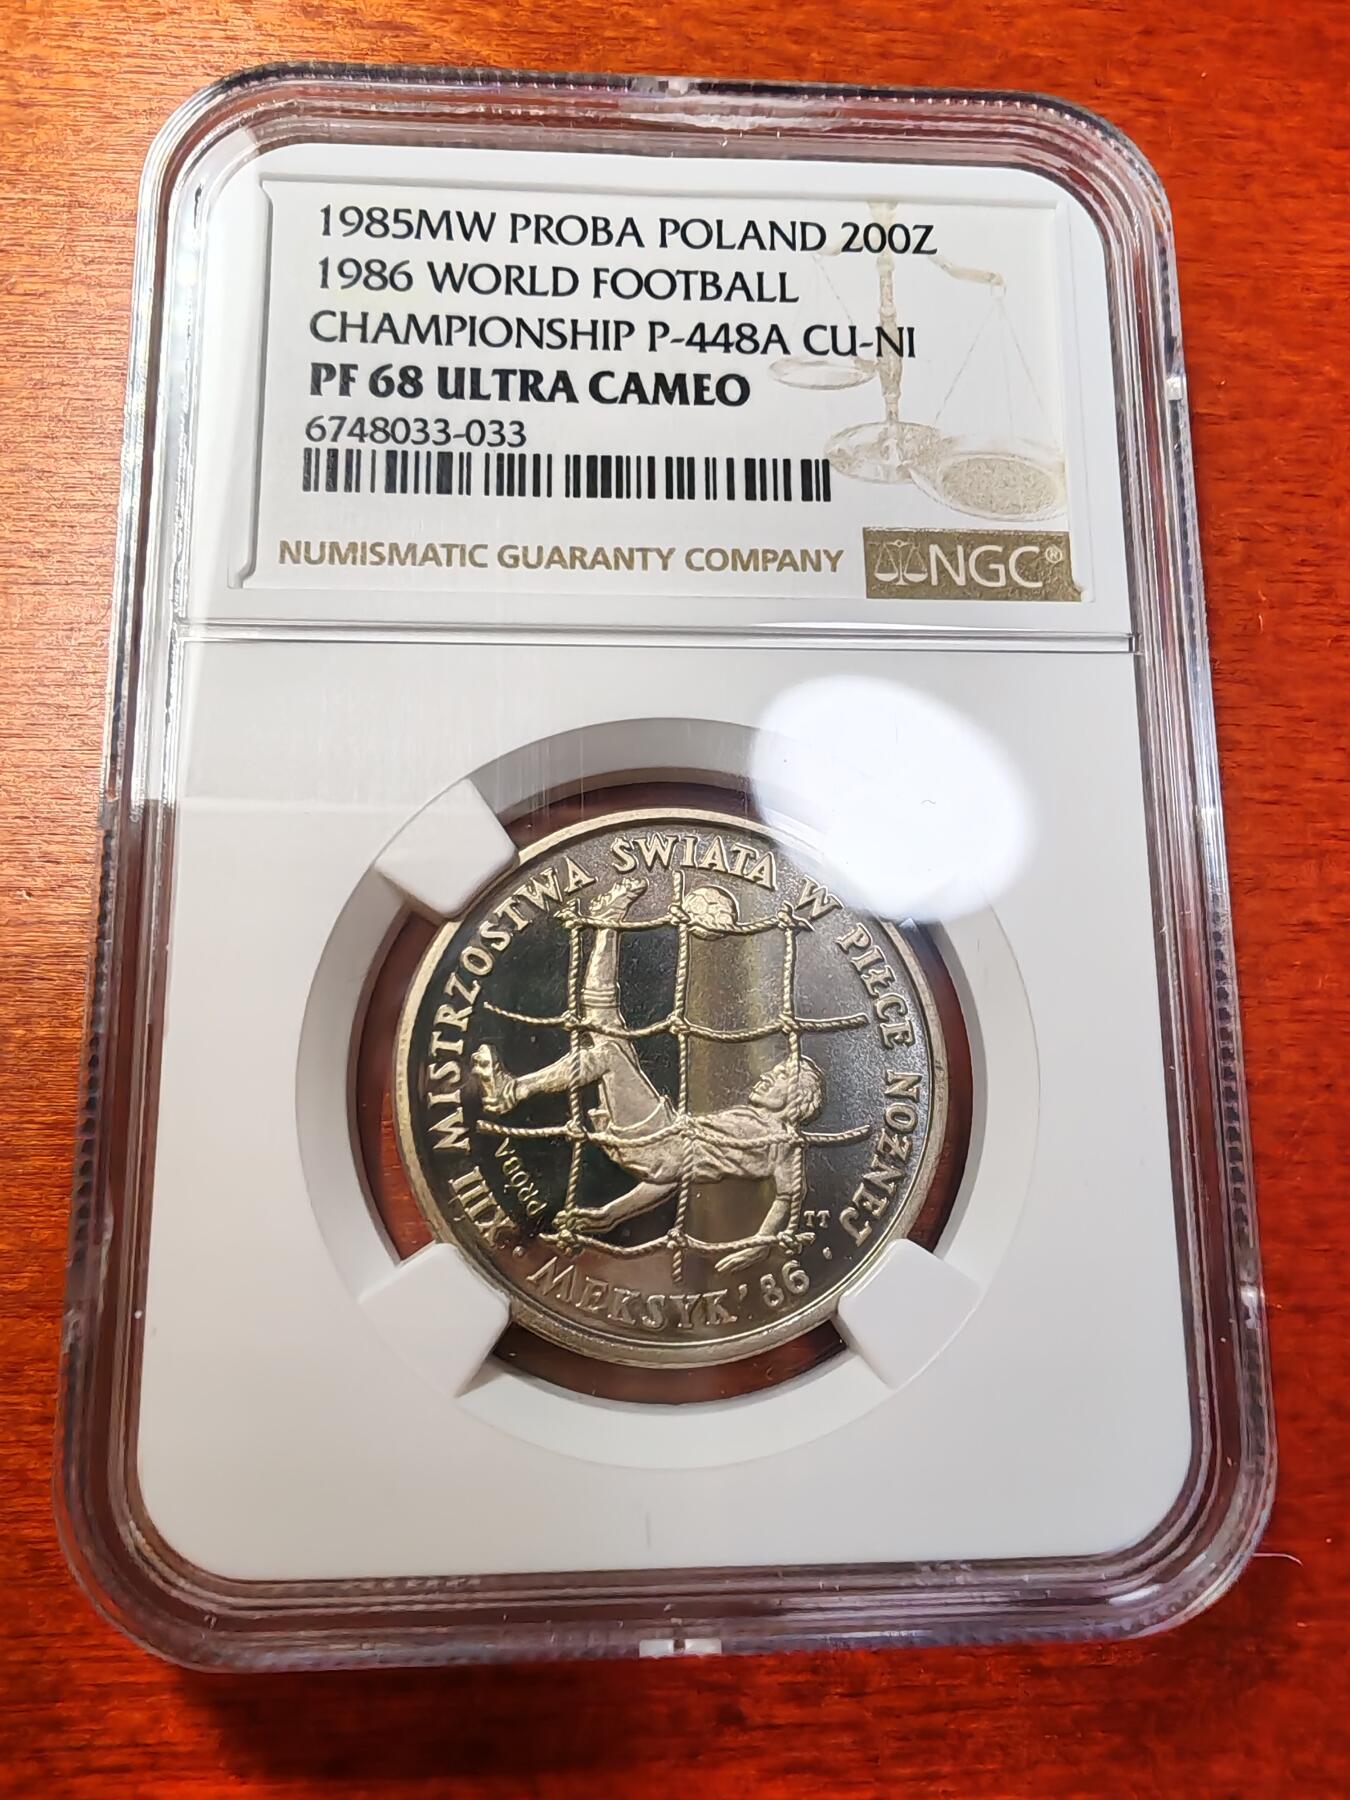 1985MW PROBA POLAND 200Z
1986 WORLD FOOTBALL
CHAMPIONSHIP P-448A CU-NI
PF 68 ULTRA CAMEO
6748033-033
NUMISMATIC GUARANTY COMPANY
NGC®
XIII MISTRZOSTWA ŚWIATA W PIŁCE NOŻNEJ
PRÓBA
TT
· MEKSYK'86 ·